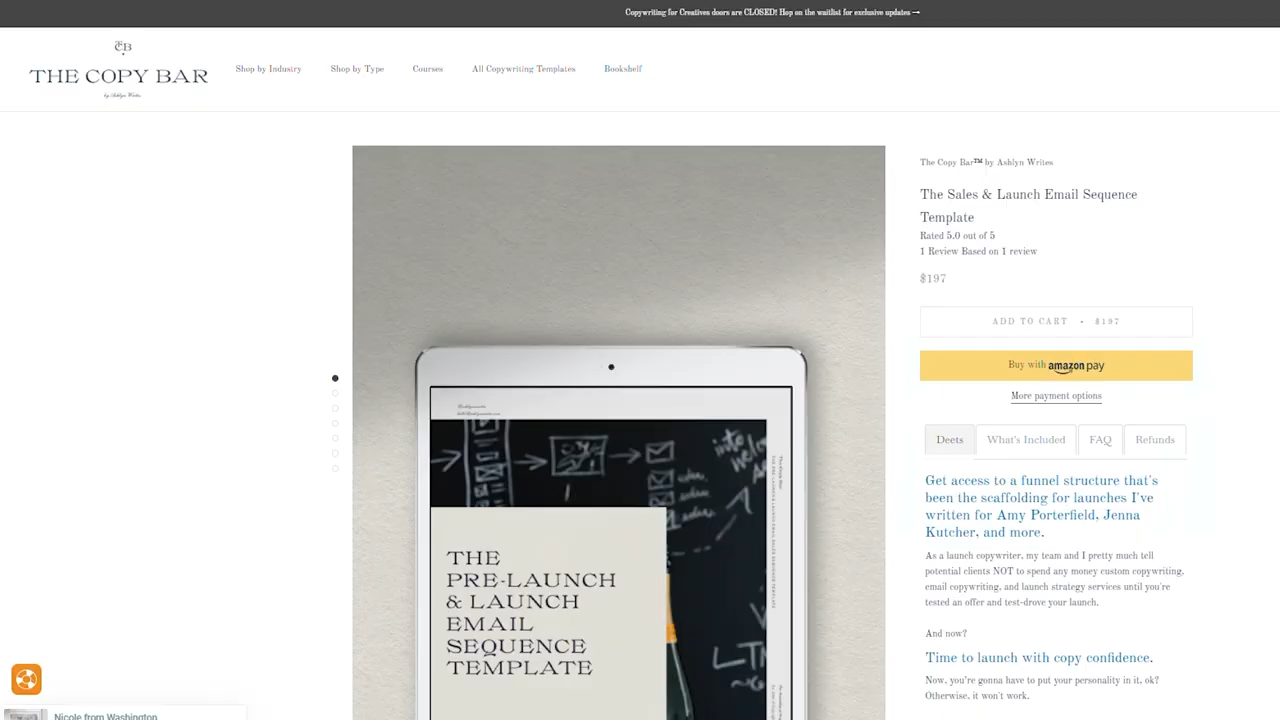 Copywriting for Creatives doors are CLOSED! Hop on the waitlist for exclusive updates →
TCB
THE COPY BAR
by Ashlyn Writes
Shop by Industry
Shop by Type
Courses
All Copywriting Templates
Bookshelf
The Copy Bar™ by Ashlyn Writes
The Sales & Launch Email Sequence
Template
Rated 5.0 out of 5
1 Review Based on 1 review
$197
ADD TO CART • $197
Buy with amazon pay
More payment options
Deets
What's Included
FAQ
Refunds
Get access to a funnel structure that's
been the scaffolding for launches I've
written for Amy Porterfield, Jenna
Kutcher, and more.
As a launch copywriter, my team and I pretty much tell
potential clients NOT to spend any money custom copywriting,
email copywriting, and launch strategy services until you're
tested an offer and test-drove your launch.
And now?
Time to launch with copy confidence.
Now, you're gonna have to put your personality in it, ok?
Otherwise, it won't work.
into
THE
PRE-LAUNCH
& LAUNCH
EMAIL
SEQUENCE
TEMPLATE
Nicole from Washington